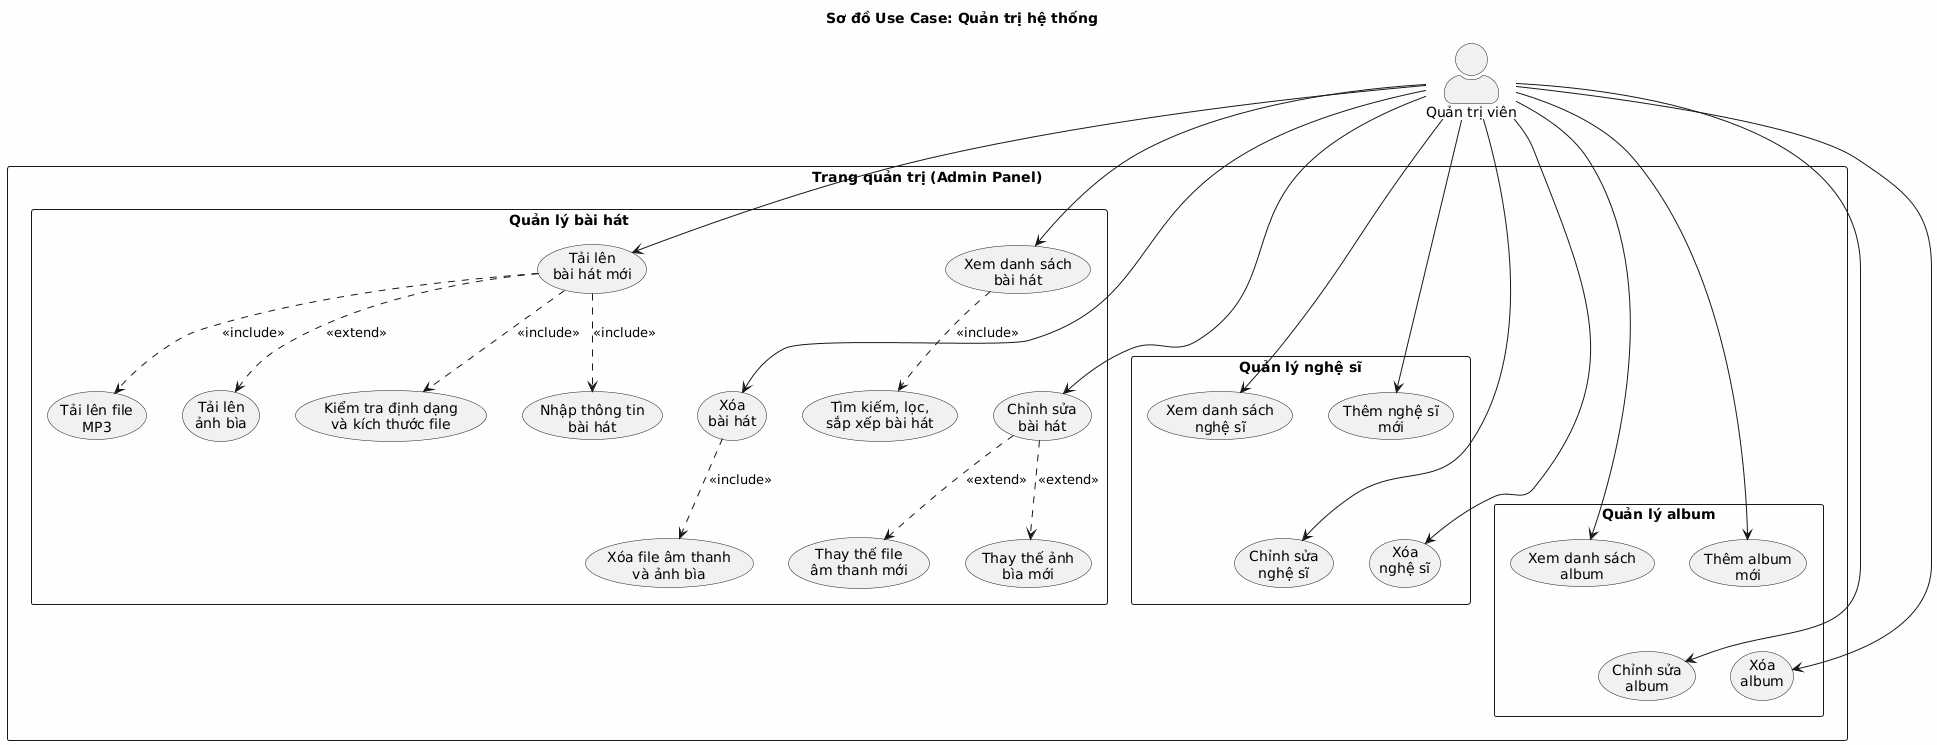 Sơ đồ Use Case: Quản trị hệ thống
Quản trị viên
Trang quản trị (Admin Panel)
Quản lý bài hát
Tải lên
bài hát mới
Xem danh sách
bài hát
«include»
«extend»
«include»
«include»
«include»
Tải lên file
MP3
Tải lên
ảnh bìa
Kiểm tra định dạng
và kích thước file
Nhập thông tin
bài hát
Xóa
bài hát
Tìm kiếm, lọc,
sắp xếp bài hát
Chỉnh sửa
bài hát
«include»
«extend»
«extend»
Xóa file âm thanh
và ảnh bìa
Thay thế file
âm thanh mới
Thay thế ảnh
bìa mới
Quản lý nghệ sĩ
Xem danh sách
nghệ sĩ
Thêm nghệ sĩ
mới
Chỉnh sửa
nghệ sĩ
Xóa
nghệ sĩ
Quản lý album
Xem danh sách
album
Thêm album
mới
Chỉnh sửa
album
Xóa
album